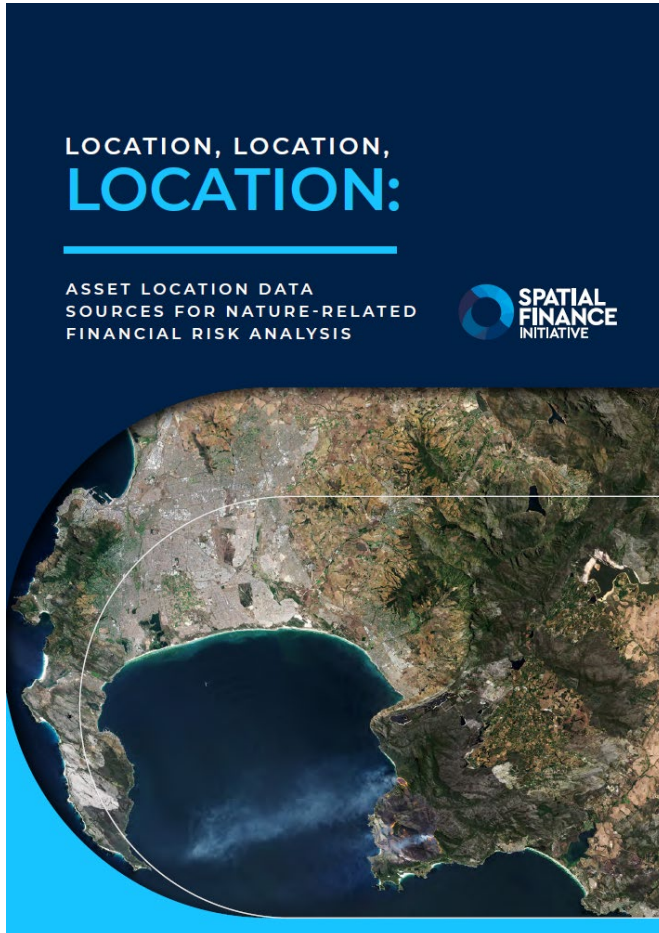 LOCATION, LOCATION,
LOCATION:
ASSET LOCATION DATA
SOURCES FOR NATURE-RELATED
FINANCIAL RISK ANALYSIS
SPATIAL
FINANCE
INITIATIVE